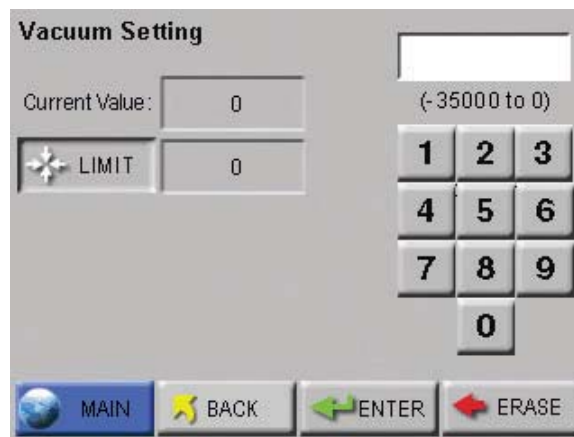 Vacuum Setting
Current Value: 0
(-35000 to 0)
LIMIT 0
1 2 3
4 5 6
7 8 9
0
MAIN BACK ENTER ERASE